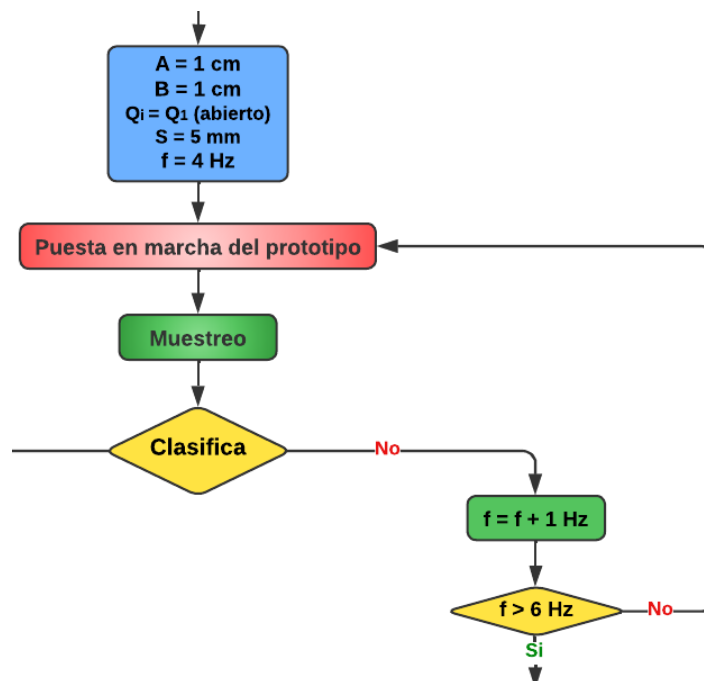 A = 1 cm
B = 1 cm
Qi = Q1 (abierto)
S = 5 mm
f = 4 Hz
Puesta en marcha del prototipo
Muestreo
Clasifica
No
f = f + 1 Hz
f > 6 Hz
No
Si